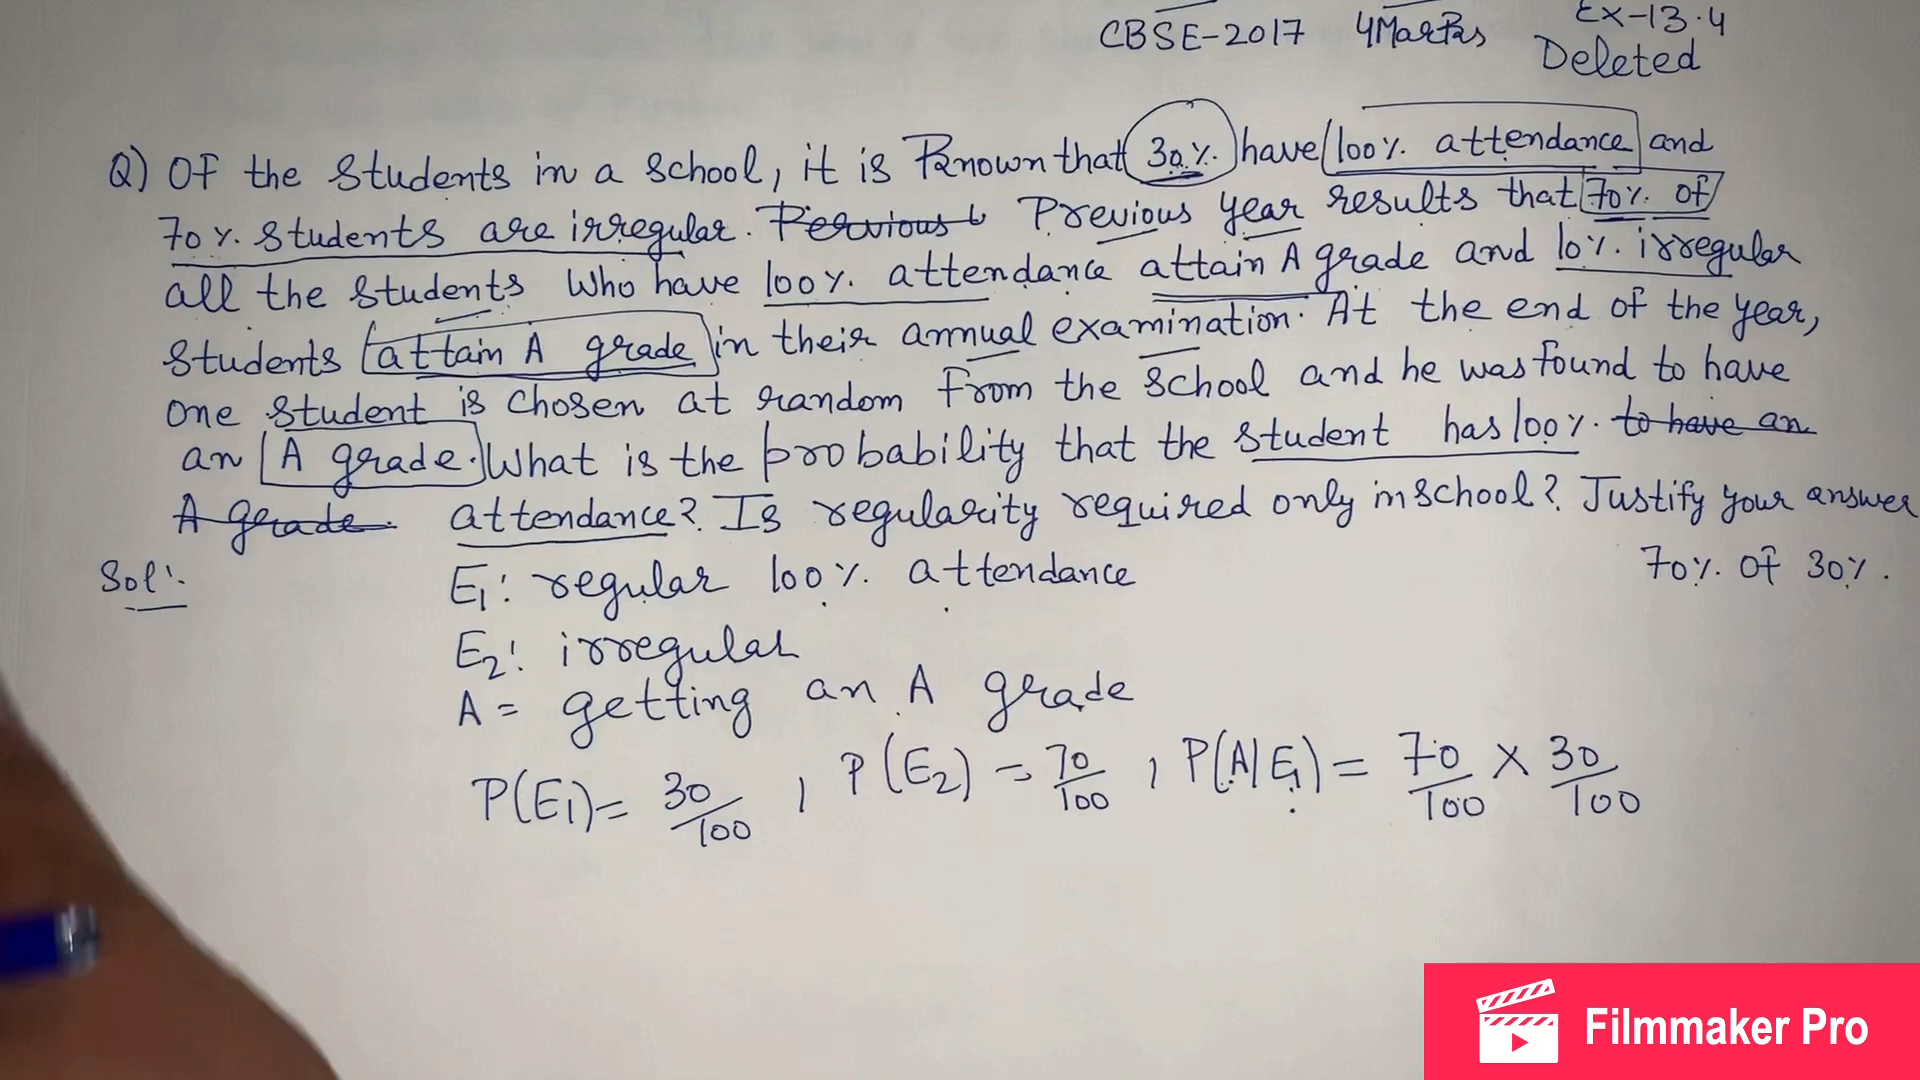 CBSE-2017 4Marks Ex-13.4
Deleted
Q) Of the students in a school, it is known that 30% have 100% attendance and
70% students are irregular. Previous year results that 70% of
all the students who have 100% attendance attain A grade and 10% irregular
students attain A grade in their annual examination. At the end of the year,
one student is chosen at random from the school and he was found to have
an A grade. What is the probability that the student has 100% to have an
A grade. attendance? Is regularity required only in school? Justify your answer
70% of 30%.
Sol:
E₁: regular 100% attendance
E₂: irregular
A = getting an A grade
P(E₁) = 30/100 , P(E₂) = 70/100 , P(A|E₁) = 70/100 × 30/100
Filmmaker Pro